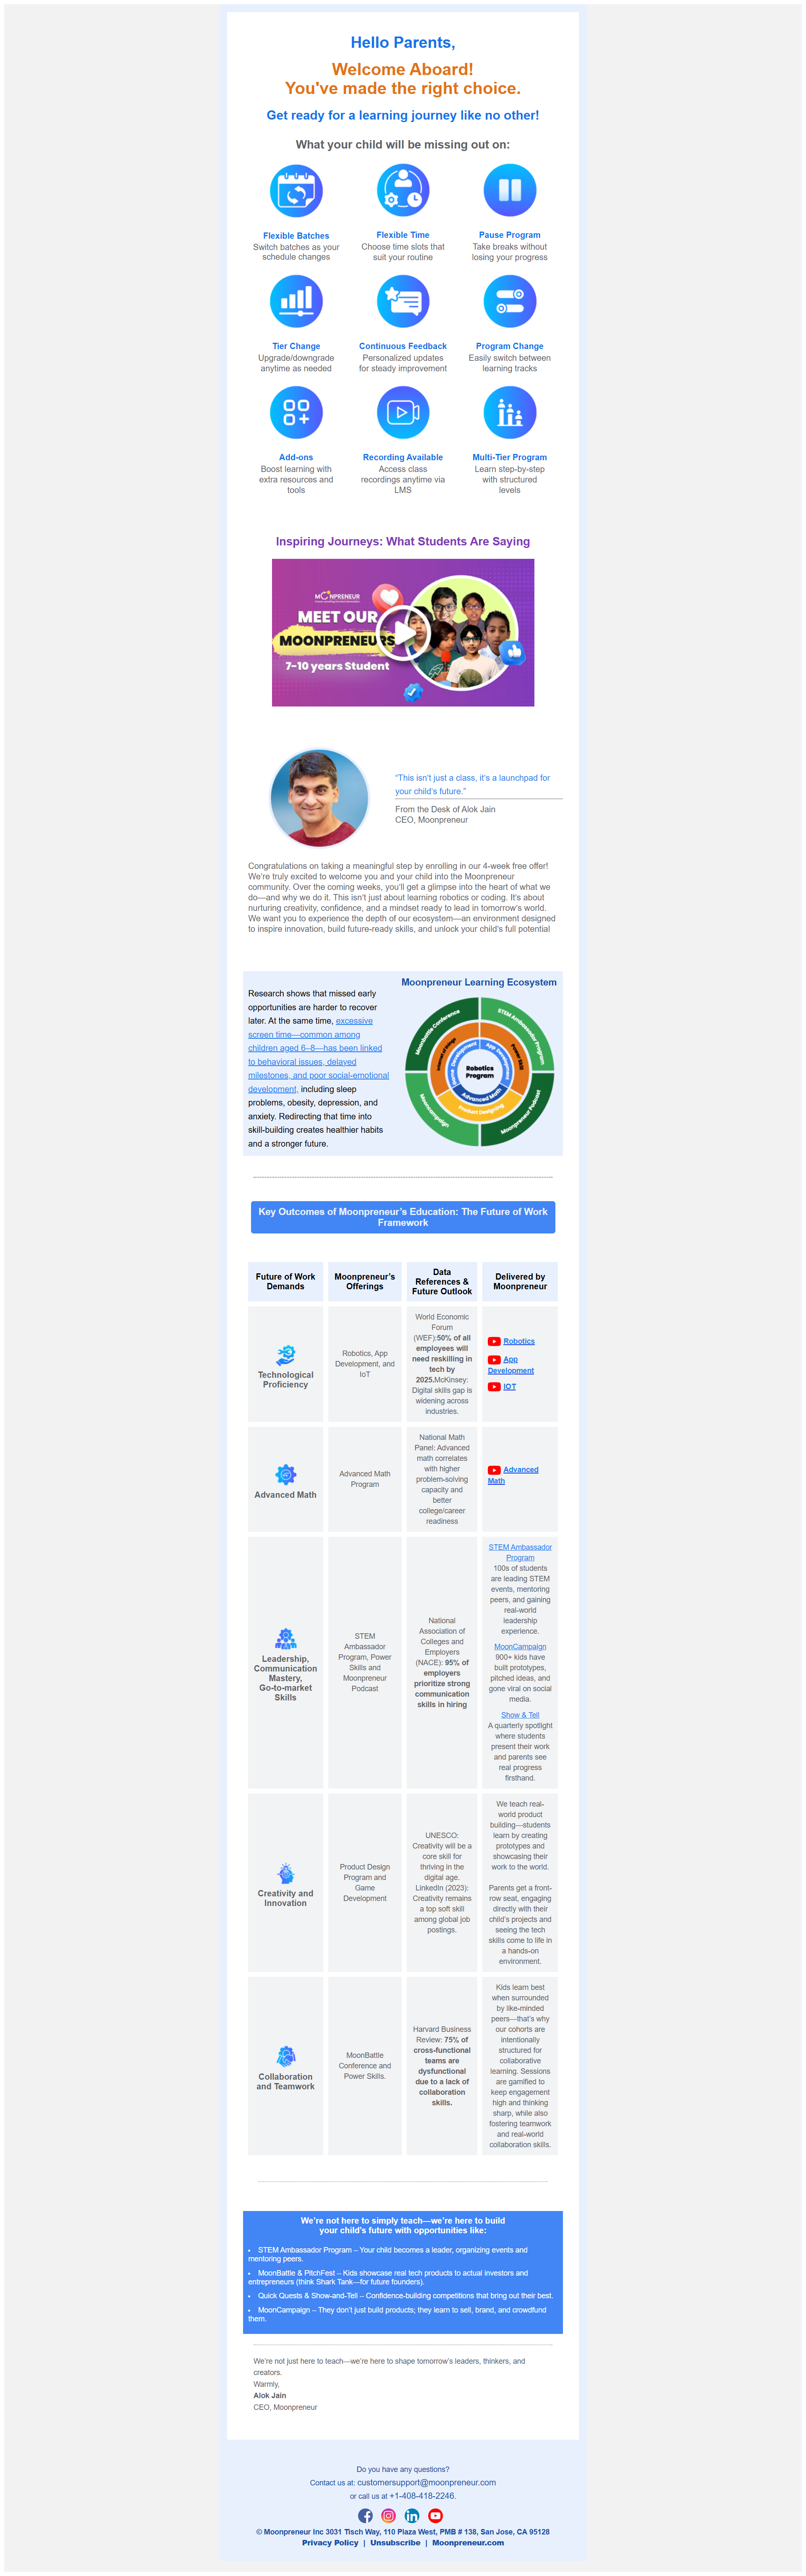 Hello Parents,
Welcome Aboard!
You've made the right choice.
Get ready for a learning journey like no other!
What your child will be missing out on:
Flexible Batches
Switch batches as your
schedule changes
Flexible Time
Choose time slots that
suit your routine
Pause Program
Take breaks without
losing your progress
Tier Change
Upgrade/downgrade
anytime as needed
Continuous Feedback
Personalized updates
for steady improvement
Program Change
Easily switch between
learning tracks
Add-ons
Boost learning with
extra resources and
tools
Recording Available
Access class
recordings anytime via
LMS
Multi-Tier Program
Learn step-by-step
with structured
levels
Inspiring Journeys: What Students Are Saying
MOONPRENEUR
MEET OUR
MOONPRENEURS
7-10 years Student
“This isn't just a class, it's a launchpad for
your child's future.”
From the Desk of Alok Jain
CEO, Moonpreneur
Congratulations on taking a meaningful step by enrolling in our 4-week free offer!
We're truly excited to welcome you and your child into the Moonpreneur
community. Over the coming weeks, you'll get a glimpse into the heart of what we
do—and why we do it. This isn't just about learning robotics or coding. It's about
nurturing creativity, confidence, and a mindset ready to lead in tomorrow's world.
We want you to experience the depth of our ecosystem—an environment designed
to inspire innovation, build future-ready skills, and unlock your child's full potential
Research shows that missed early
opportunities are harder to recover
later. At the same time, excessive
screen time—common among
children aged 6–8—has been linked
to behavioral issues, delayed
milestones, and poor social-emotional
development, including sleep
problems, obesity, depression, and
anxiety. Redirecting that time into
skill-building creates healthier habits
and a stronger future.
Moonpreneur Learning Ecosystem
Moonbattle Conference
STEM Ambassador Program
Mooncampaign
Moonpreneur Podcast
Internet of things
Power Skill
Product Designing
Game Development
App Development
Advanced Math
Robotics
Program
Key Outcomes of Moonpreneur's Education: The Future of Work
Framework
Future of Work
Demands
Moonpreneur's
Offerings
Data
References &
Future Outlook
Delivered by
Moonpreneur
Technological
Proficiency
Robotics, App
Development, and
IoT
World Economic
Forum
(WEF):50% of all
employees will
need reskilling in
tech by
2025.McKinsey:
Digital skills gap is
widening across
industries.
Robotics
App
Development
IOT
Advanced Math
Advanced Math
Program
National Math
Panel: Advanced
math correlates
with higher
problem-solving
capacity and
better
college/career
readiness
Advanced
Math
Leadership,
Communication
Mastery,
Go-to-market
Skills
STEM
Ambassador
Program, Power
Skills and
Moonpreneur
Podcast
National
Association of
Colleges and
Employers
(NACE): 95% of
employers
prioritize strong
communication
skills in hiring
STEM Ambassador
Program
100s of students
are leading STEM
events, mentoring
peers, and gaining
real-world
leadership
experience.
MoonCampaign
900+ kids have
built prototypes,
pitched ideas, and
gone viral on social
media.
Show & Tell
A quarterly spotlight
where students
present their work
and parents see
real progress
firsthand.
Creativity and
Innovation
Product Design
Program and
Game
Development
UNESCO:
Creativity will be a
core skill for
thriving in the
digital age.
LinkedIn (2023):
Creativity remains
a top soft skill
among global job
postings.
We teach real-
world product
building—students
learn by creating
prototypes and
showcasing their
work to the world.
Parents get a front-
row seat, engaging
directly with their
child's projects and
seeing the tech
skills come to life in
a hands-on
environment.
Collaboration
and Teamwork
MoonBattle
Conference and
Power Skills.
Harvard Business
Review: 75% of
cross-functional
teams are
dysfunctional
due to a lack of
collaboration
skills.
Kids learn best
when surrounded
by like-minded
peers—that's why
our cohorts are
intentionally
structured for
collaborative
learning. Sessions
are gamified to
keep engagement
high and thinking
sharp, while also
fostering teamwork
and real-world
collaboration skills.
We're not here to simply teach—we're here to build
your child's future with opportunities like:
• STEM Ambassador Program – Your child becomes a leader, organizing events and
mentoring peers.
• MoonBattle & PitchFest – Kids showcase real tech products to actual investors and
entrepreneurs (think Shark Tank—for future founders).
• Quick Quests & Show-and-Tell – Confidence-building competitions that bring out their best.
• MoonCampaign – They don't just build products; they learn to sell, brand, and crowdfund
them.
We're not just here to teach—we're here to shape tomorrow's leaders, thinkers, and
creators.
Warmly,
Alok Jain
CEO, Moonpreneur
Do you have any questions?
Contact us at: customersupport@moonpreneur.com
or call us at +1-408-418-2246.
© Moonpreneur Inc 3031 Tisch Way, 110 Plaza West, PMB # 138, San Jose, CA 95128
Privacy Policy | Unsubscribe | Moonpreneur.com